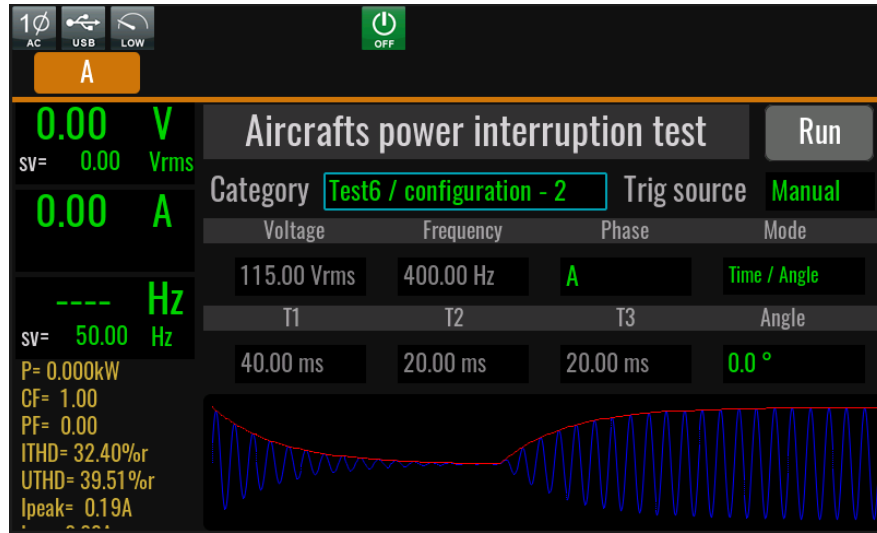 1Ø
AC
USB
LOW
OFF
A
0.00 V
sv= 0.00 Vrms
0.00 A
---- Hz
sv= 50.00 Hz
P= 0.000kW
CF= 1.00
PF= 0.00
ITHD= 32.40%r
UTHD= 39.51%r
Ipeak= 0.19A
Aircrafts power interruption test Run
Category Test6 / configuration - 2 Trig source Manual
Voltage Frequency Phase Mode
115.00 Vrms 400.00 Hz A Time / Angle
T1 T2 T3 Angle
40.00 ms 20.00 ms 20.00 ms 0.0 °